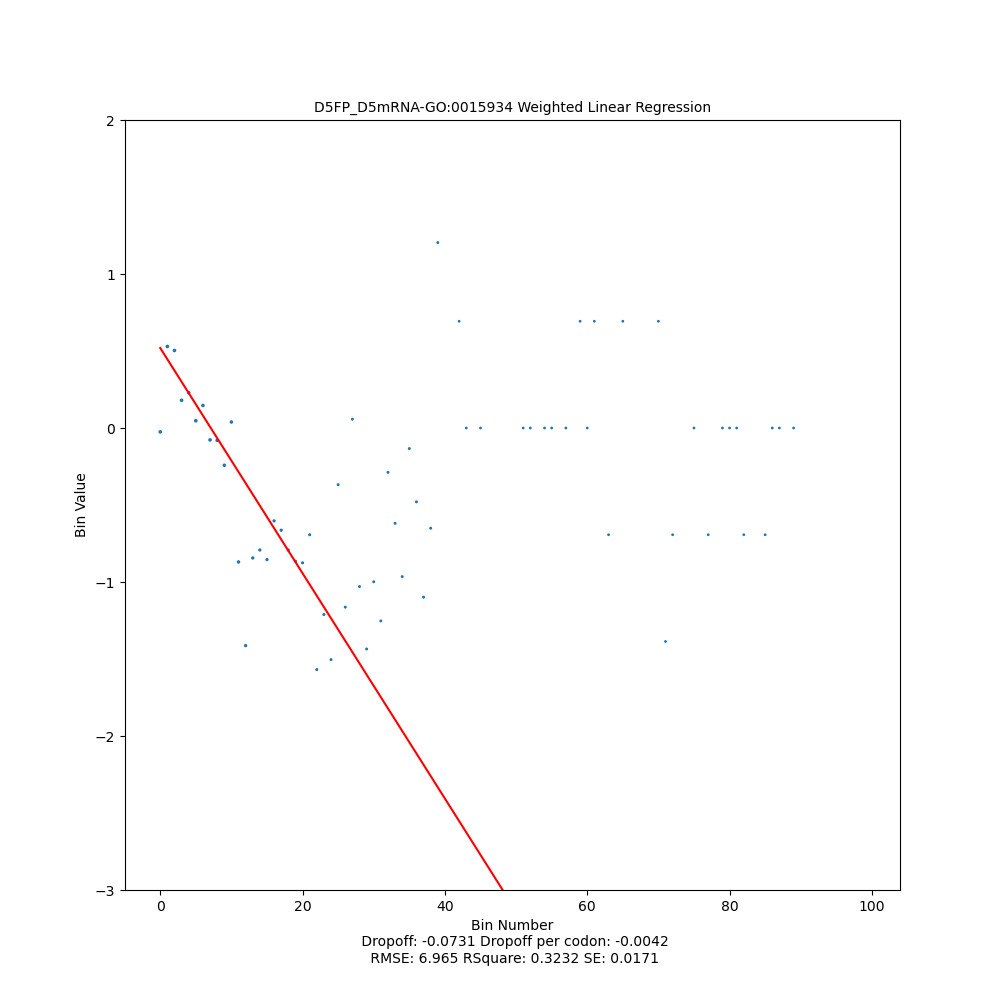 D5FP_D5mRNA-GO:0015934 Weighted Linear Regression
2
1
0
−1
−2
−3
Bin Value
0 20 40 60 80 100
Bin Number
Dropoff: -0.0731 Dropoff per codon: -0.0042
RMSE: 6.965 RSquare: 0.3232 SE: 0.0171